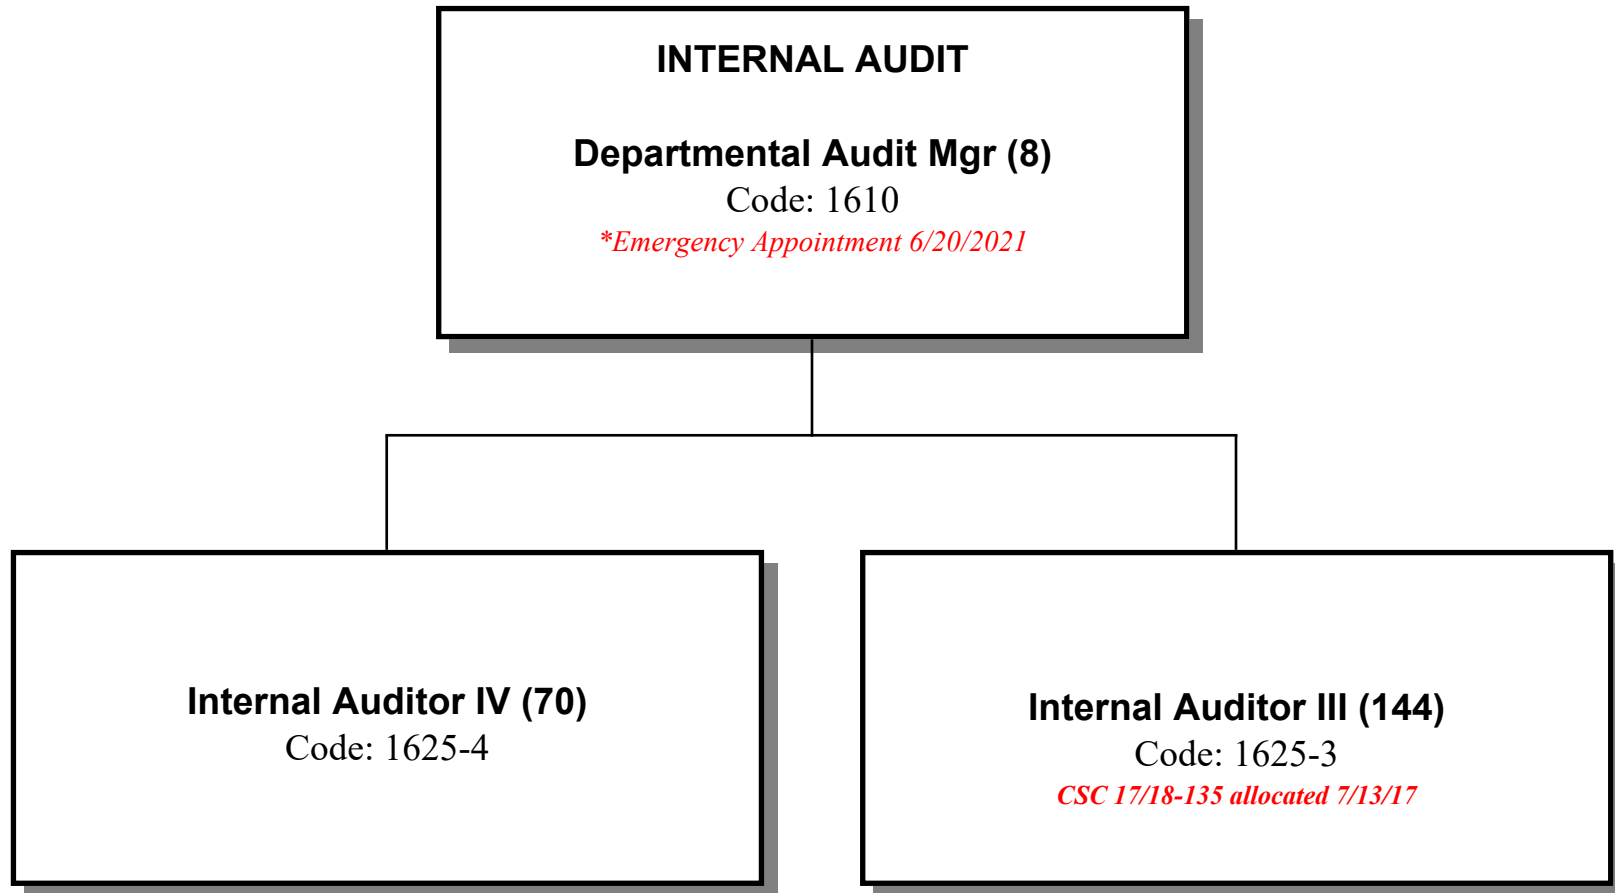 INTERNAL AUDIT
Departmental Audit Mgr (8)
Code: 1610
*Emergency Appointment 6/20/2021
Internal Auditor IV (70)
Code: 1625-4
Internal Auditor III (144)
Code: 1625-3
CSC 17/18-135 allocated 7/13/17